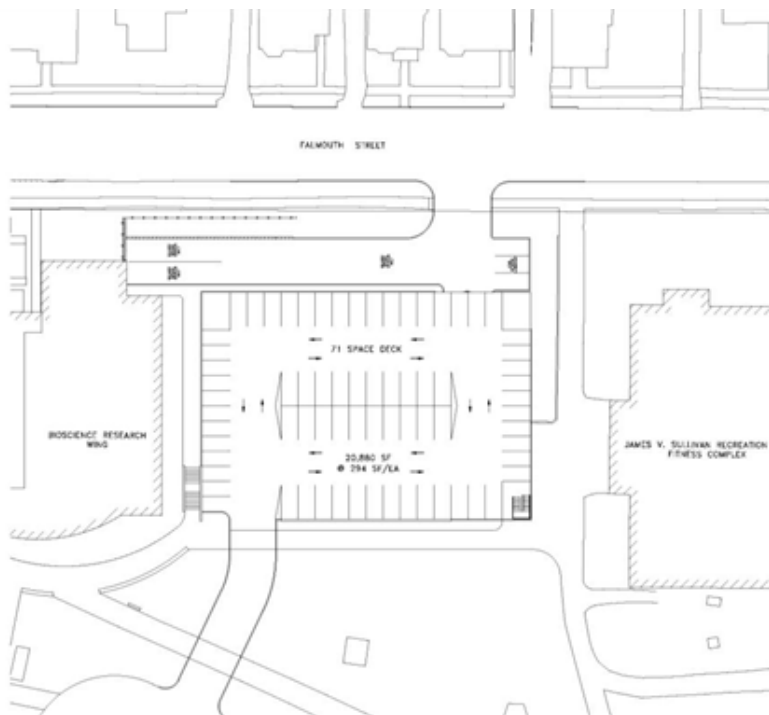 FALMOUTH STREET
71 SPACE DECK
BIOSCIENCE RESEARCH
WING
20,880 SF
@ 294 SF/EA
JAMES V. SULLIVAN RECREATION
FITNESS COMPLEX